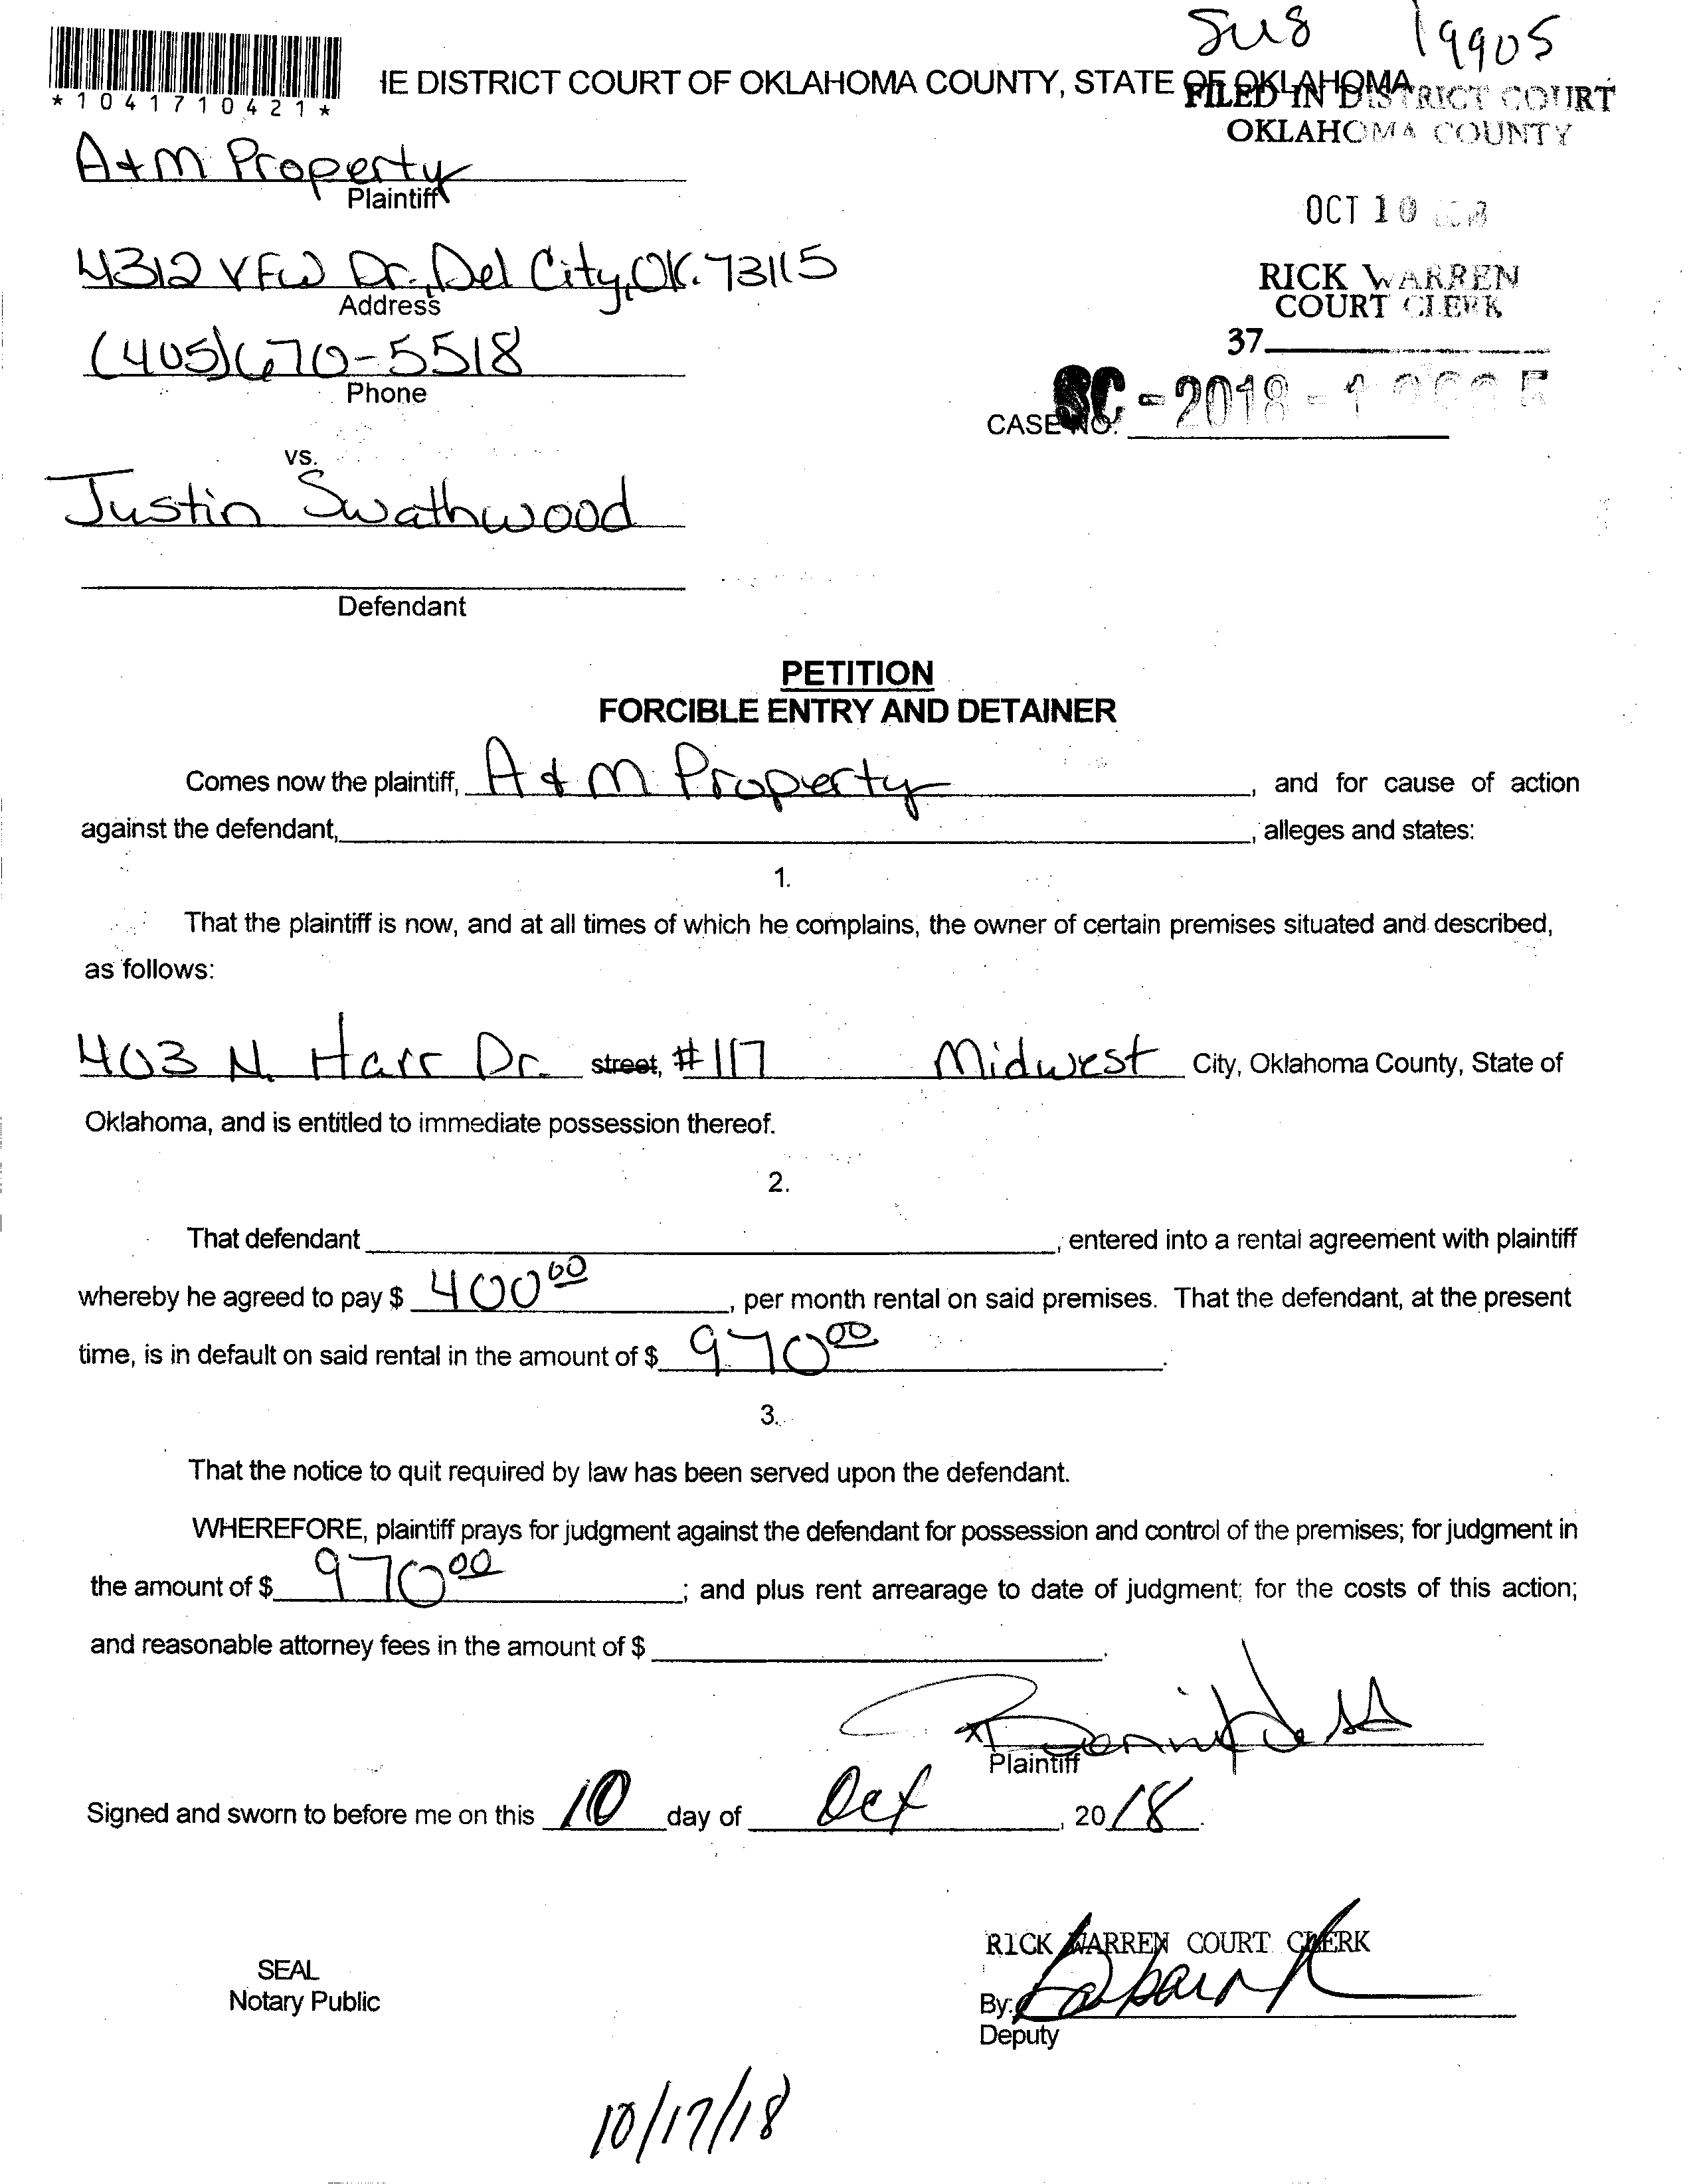 SUS 19905
*1041710421*
HE DISTRICT COURT OF OKLAHOMA COUNTY, STATE OF OKLAHOMA
FILED IN DISTRICT COURT
OKLAHOMA COUNTY
A+M Property
Plaintiff
OCT 10 2018
4312 VFW Dr., Del City, OK. 73115
Address
RICK WARREN
COURT CLERK
37
(405) 670-5518
Phone
CASE NO. SC-2018-1
vs.
Justin Swathwood
Defendant
PETITION
FORCIBLE ENTRY AND DETAINER
Comes now the plaintiff, A + M Property, and for cause of action
against the defendant, , alleges and states:
1.
That the plaintiff is now, and at all times of which he complains, the owner of certain premises situated and described,
as follows:
403 N. Harr Dr. street, #117 Midwest City, Oklahoma County, State of
Oklahoma, and is entitled to immediate possession thereof.
2.
That defendant , entered into a rental agreement with plaintiff
whereby he agreed to pay $ 400 00, per month rental on said premises. That the defendant, at the present
time, is in default on said rental in the amount of $ 970 00.
3.
That the notice to quit required by law has been served upon the defendant.
WHEREFORE, plaintiff prays for judgment against the defendant for possession and control of the premises; for judgment in
the amount of $ 970 00; and plus rent arrearage to date of judgment; for the costs of this action;
and reasonable attorney fees in the amount of $ .
x
Plaintiff
Signed and sworn to before me on this 10 day of Oct, 20 18.
RICK WARREN COURT CLERK
SEAL
Notary Public
By:
Deputy
10/17/18